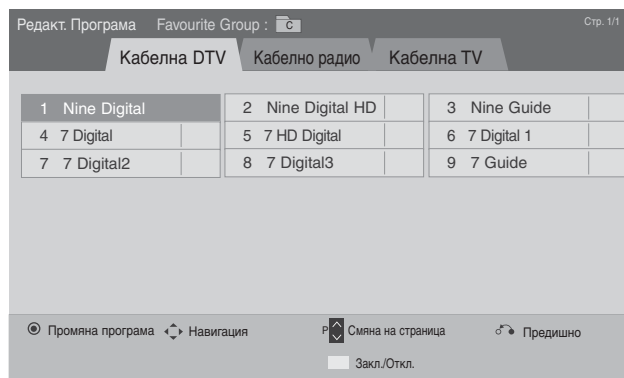 Редакт. Програма Favourite Group : C Стр. 1/1
Кабелна DTV Кабелно радио Кабелна TV
1 Nine Digital 2 Nine Digital HD 3 Nine Guide
4 7 Digital 5 7 HD Digital 6 7 Digital 1
7 7 Digital2 8 7 Digital3 9 7 Guide
Промяна програма Навигация P Смяна на страница Предишно
Закл./Откл.